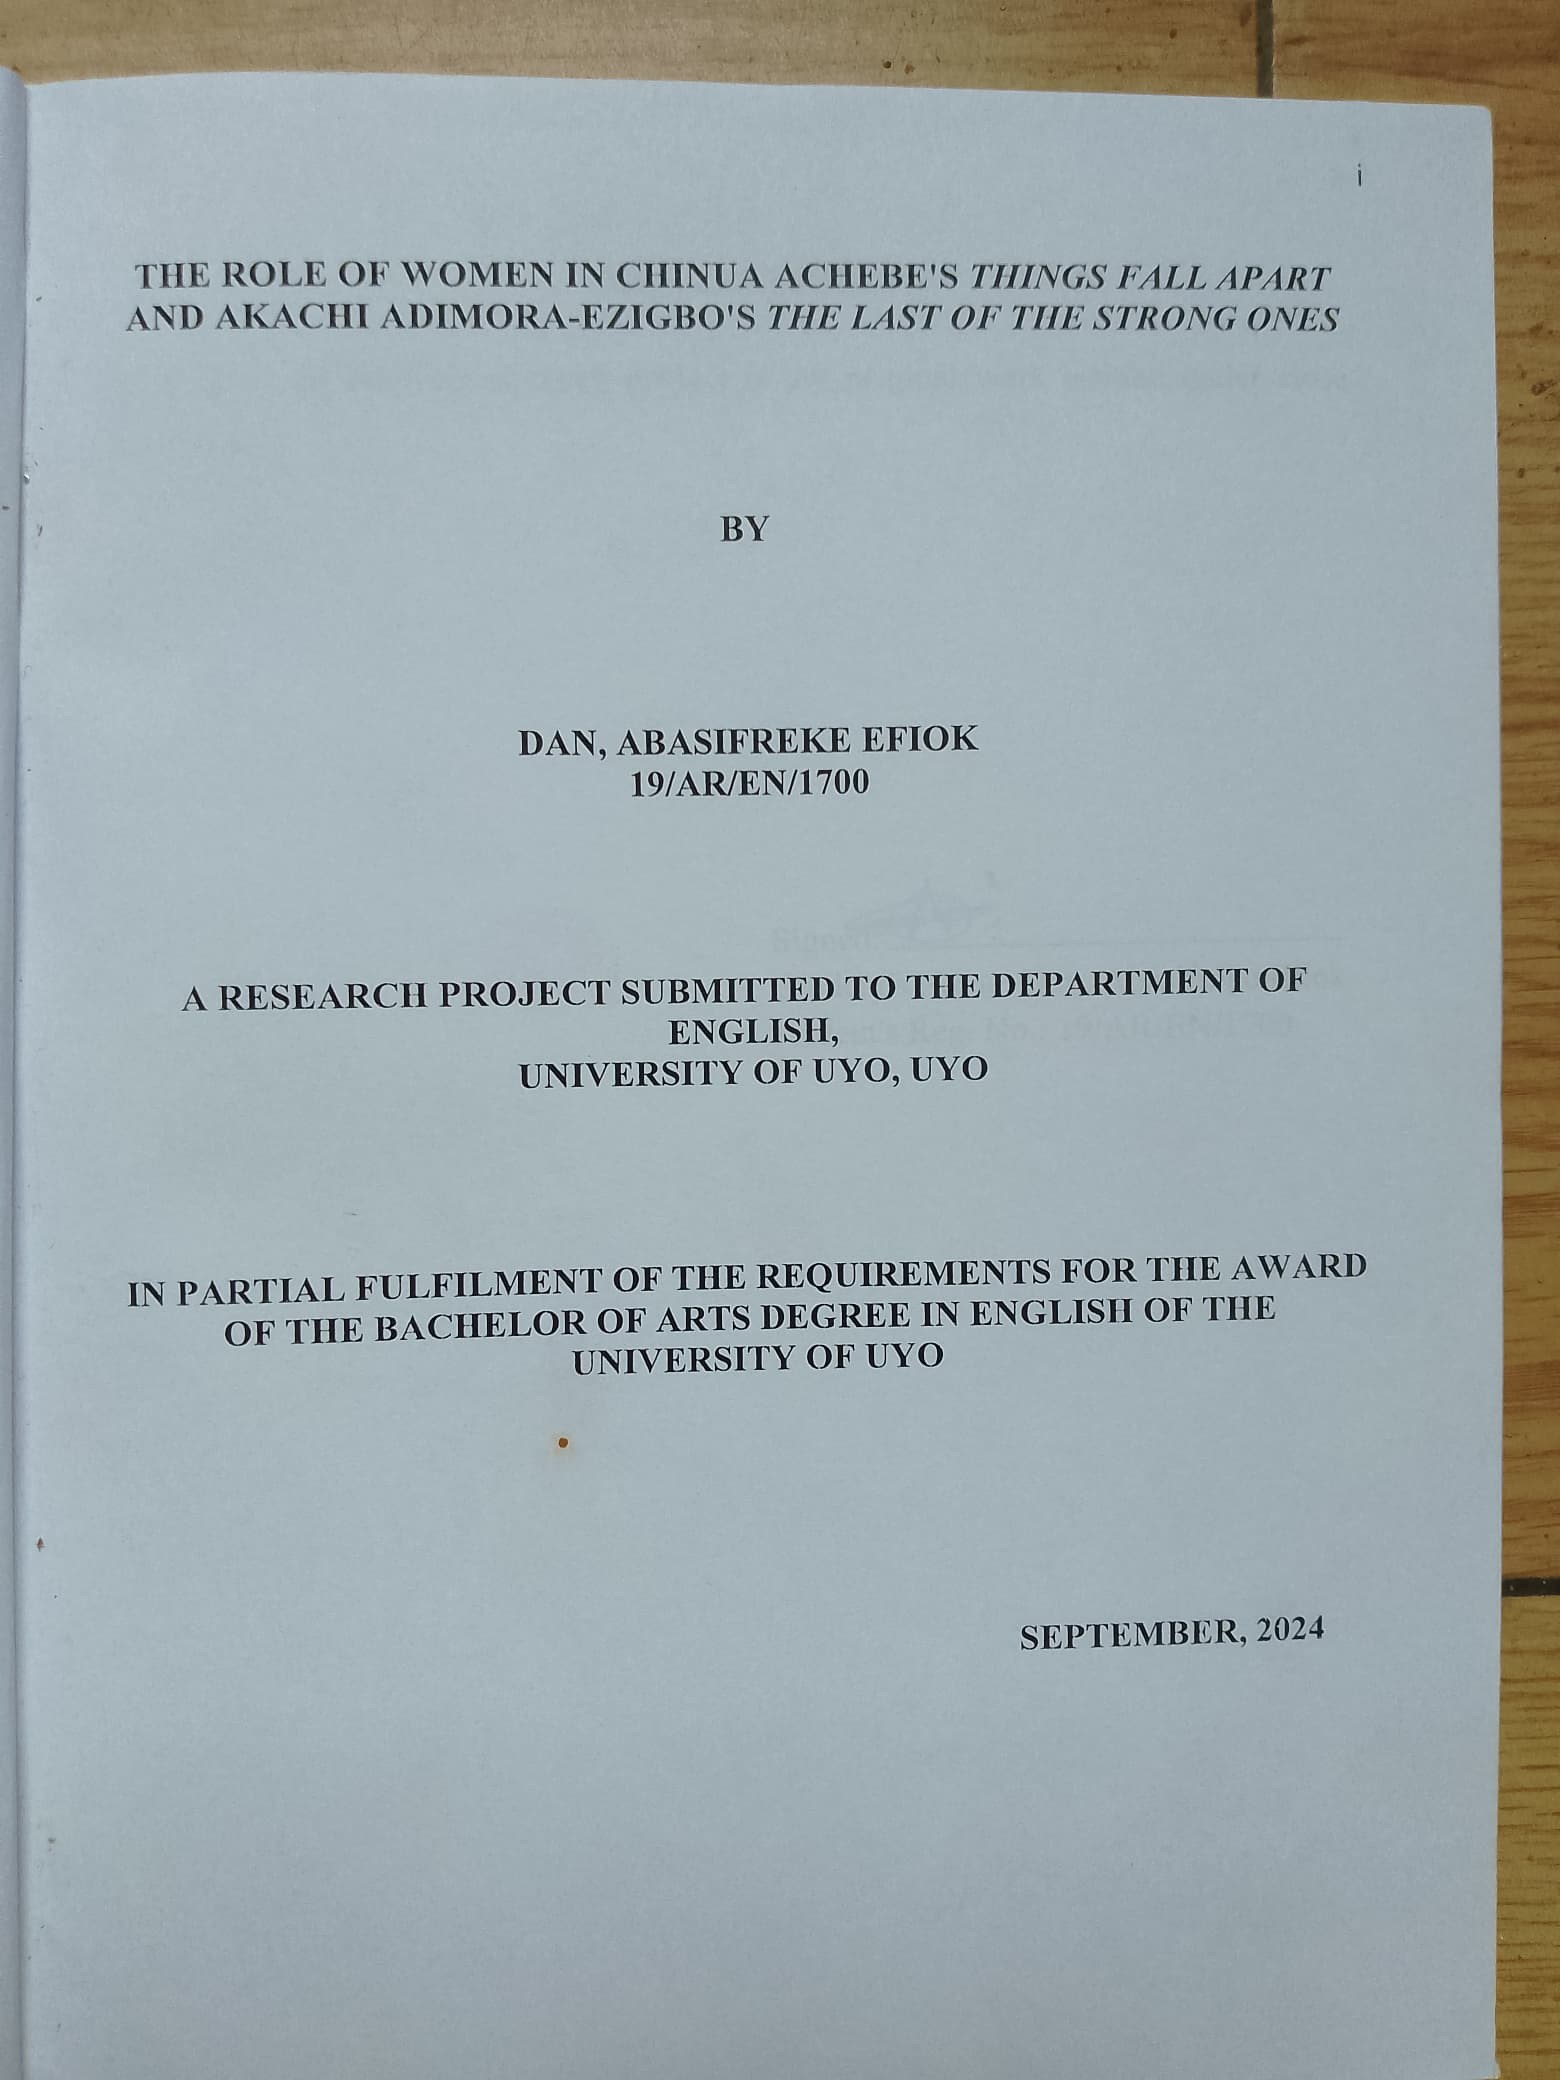 i
THE ROLE OF WOMEN IN CHINUA ACHEBE'S THINGS FALL APART
AND AKACHI ADIMORA-EZIGBO'S THE LAST OF THE STRONG ONES
BY
DAN, ABASIFREKE EFIOK
19/AR/EN/1700
A RESEARCH PROJECT SUBMITTED TO THE DEPARTMENT OF
ENGLISH,
UNIVERSITY OF UYO, UYO
IN PARTIAL FULFILMENT OF THE REQUIREMENTS FOR THE AWARD
OF THE BACHELOR OF ARTS DEGREE IN ENGLISH OF THE
UNIVERSITY OF UYO
SEPTEMBER, 2024